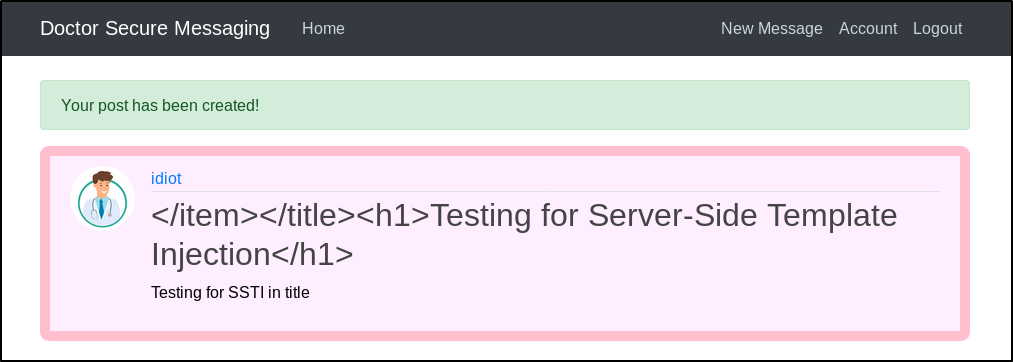 Doctor Secure Messaging Home New Message Account Logout
Your post has been created!
idiot
</item></title><h1>Testing for Server-Side Template
Injection</h1>
Testing for SSTI in title